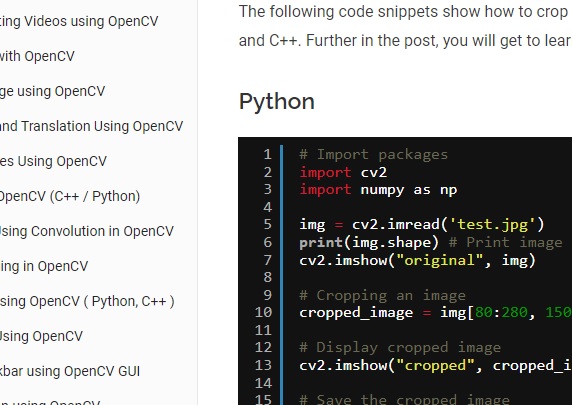 ting Videos using OpenCV
with OpenCV
ge using OpenCV
and Translation Using OpenCV
es Using OpenCV
OpenCV (C++ / Python)
Using Convolution in OpenCV
ing in OpenCV
sing OpenCV ( Python, C++ )
Using OpenCV
kbar using OpenCV GUI
The following code snippets show how to crop
and C++. Further in the post, you will get to lear
Python
1 # Import packages
2 import cv2
3 import numpy as np
4
5 img = cv2.imread('test.jpg')
6 print(img.shape) # Print image
7 cv2.imshow("original", img)
8
9 # Cropping an image
10 cropped_image = img[80:280, 150
11
12 # Display cropped image
13 cv2.imshow("cropped", cropped_i
14
15 # Save the cropped image